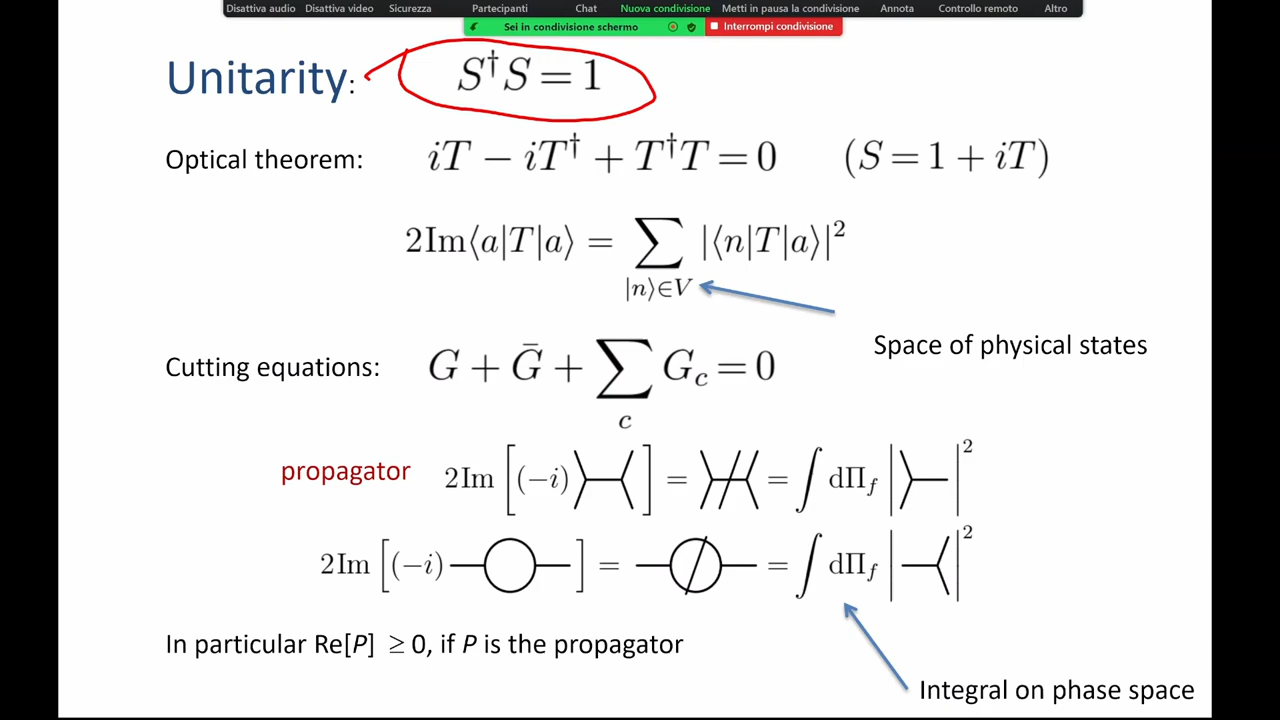 Disattiva audio Disattiva video Sicurezza Partecipanti Chat Nuova condivisione Metti in pausa la condivisione Annota Controllo remoto Altro
Sei in condivisione schermo Interrompi condivisione
Unitarity: S†S = 1
Optical theorem: iT − iT† + T†T = 0 (S = 1 + iT)
2Im⟨a|T|a⟩ = ∑ |⟨n|T|a⟩|²
|n⟩∈V
Space of physical states
Cutting equations: G + Ḡ + ∑ G_c = 0
c
propagator 2Im [(−i) ] = = ∫ dΠ_f | |²
2Im [(−i) ] = = ∫ dΠ_f | |²
In particular Re[P] ≥ 0, if P is the propagator
Integral on phase space